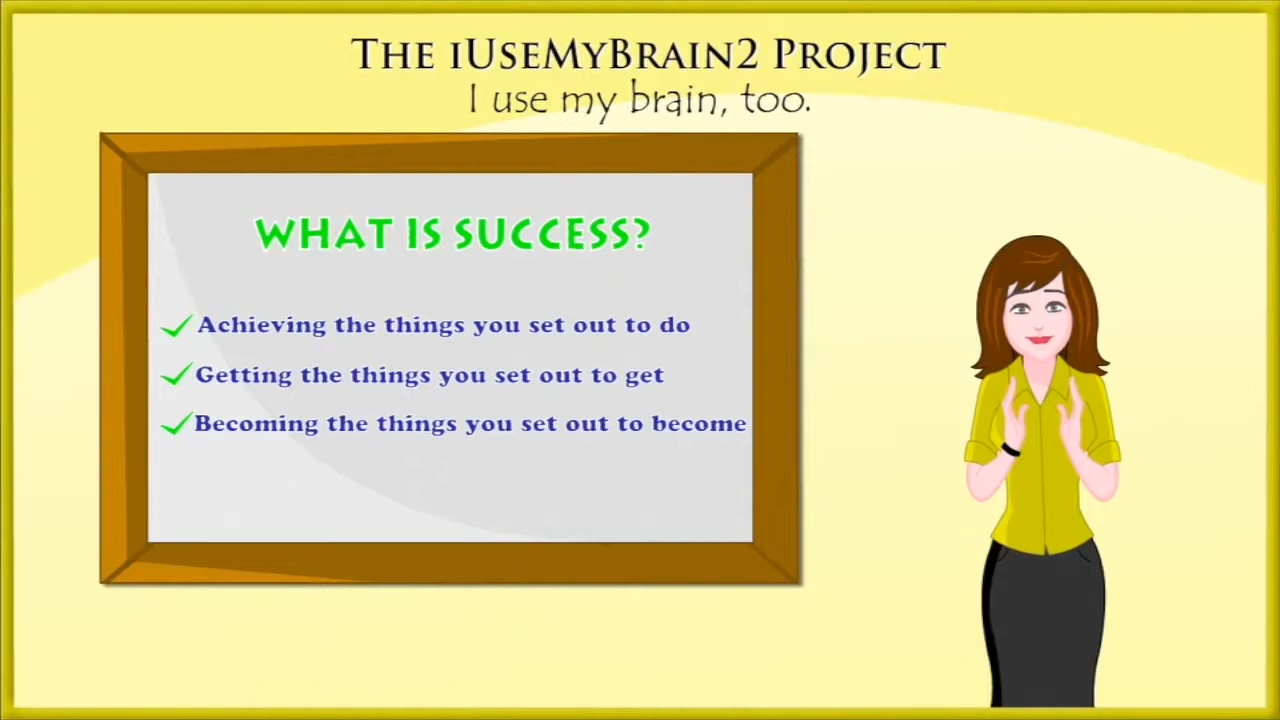 THE IUSEMYBRAIN2 PROJECT
I use my brain, too.
WHAT IS SUCCESS?
Achieving the things you set out to do
Getting the things you set out to get
Becoming the things you set out to become